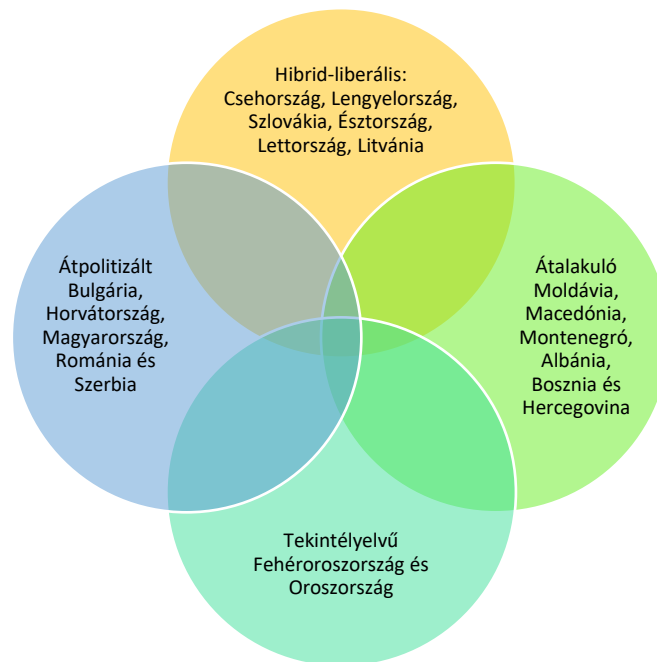 Hibrid-liberális:
Csehország, Lengyelország,
Szlovákia, Észtország,
Lettország, Litvánia
Átpolitizált
Bulgária,
Horvátország,
Magyarország,
Románia és
Szerbia
Átalakuló
Moldávia,
Macedónia,
Montenegró,
Albánia,
Bosznia és
Hercegovina
Tekintélyelvű
Fehéroroszország és
Oroszország